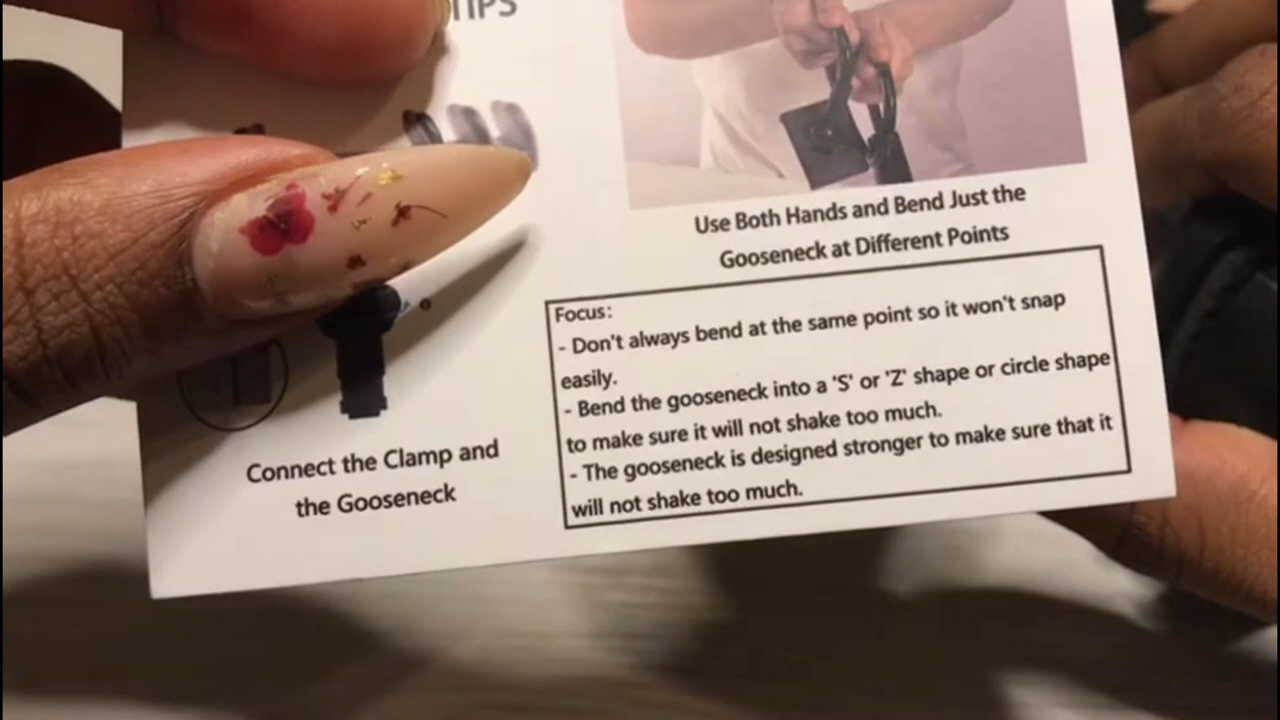 TIPS
Use Both Hands and Bend Just the
Gooseneck at Different Points
Focus:
- Don't always bend at the same point so it won't snap
easily.
- Bend the gooseneck into a 'S' or 'Z' shape or circle shape
to make sure it will not shake too much.
- The gooseneck is designed stronger to make sure that it
will not shake too much.
Connect the Clamp and
the Gooseneck